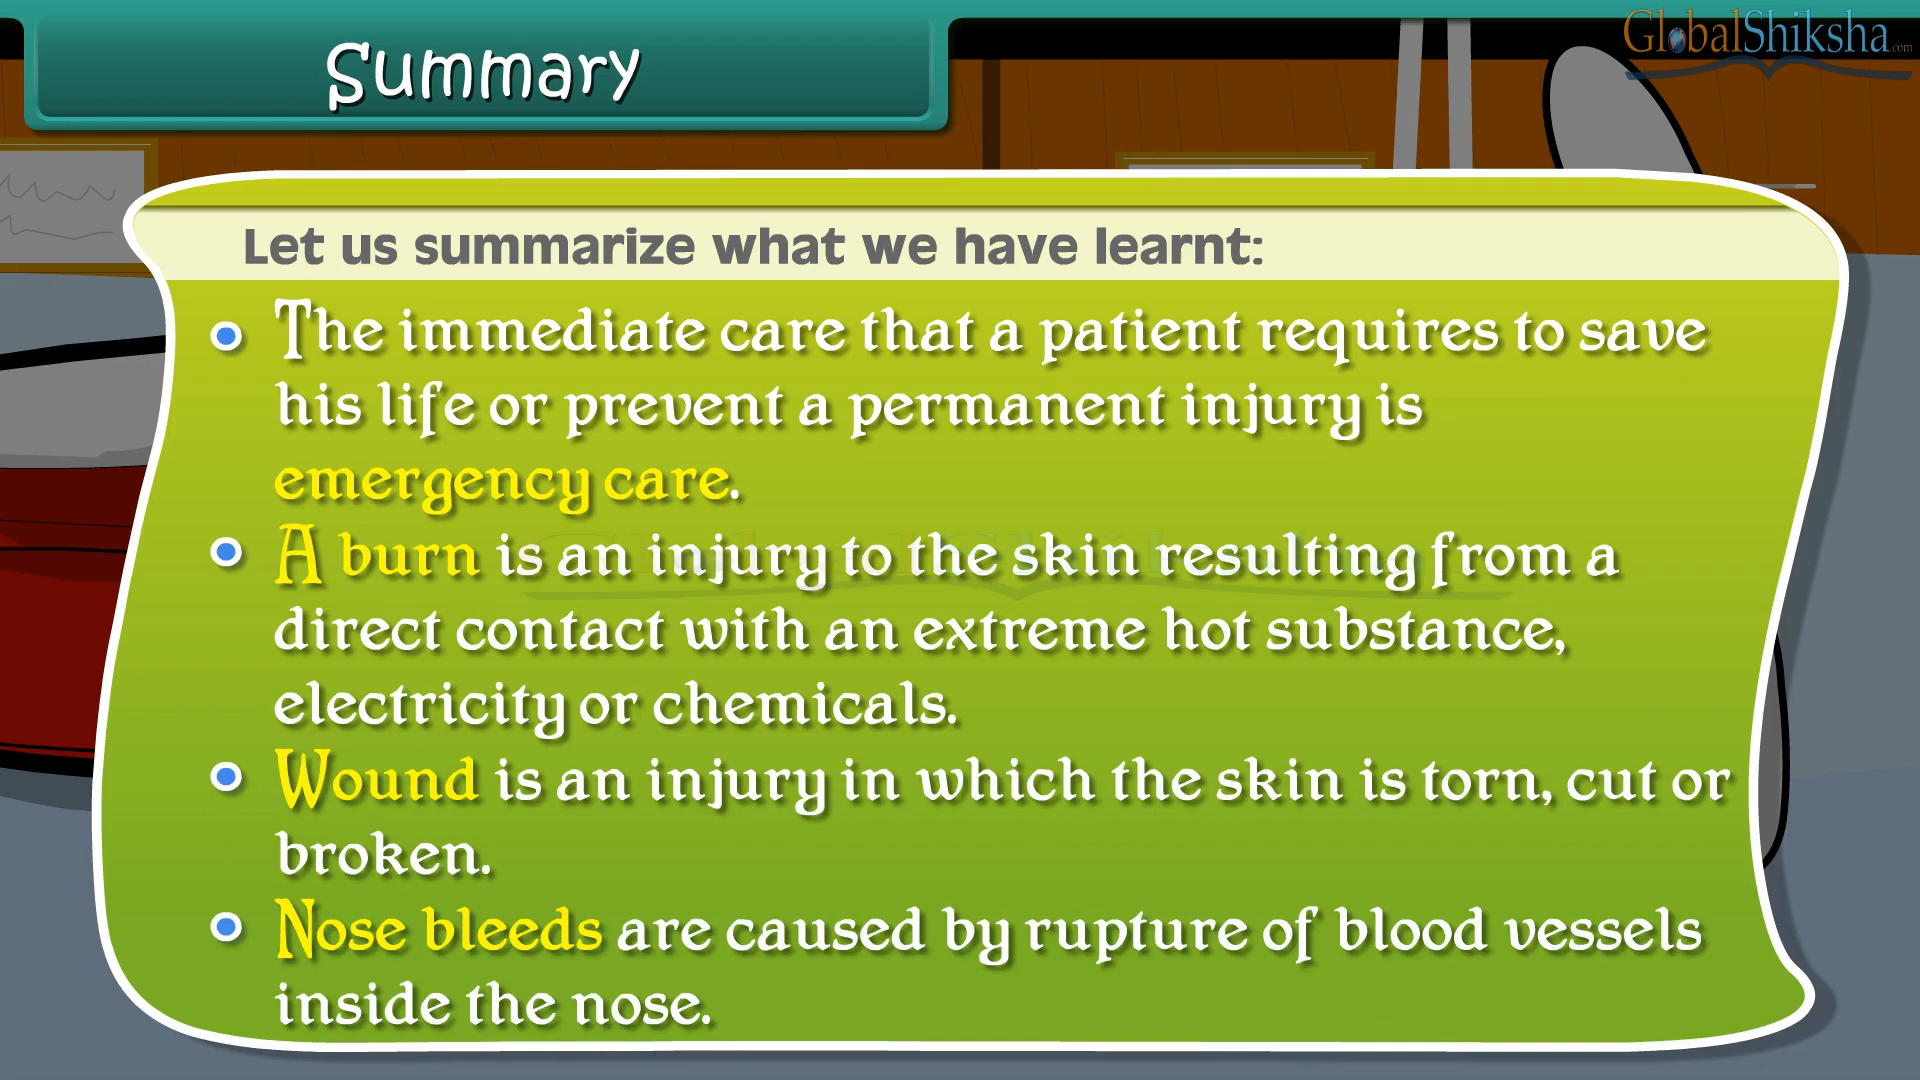 Summary
GlobalShiksha.com
Let us summarize what we have learnt:
The immediate care that a patient requires to save
his life or prevent a permanent injury is
emergency care.
A burn is an injury to the skin resulting from a
direct contact with an extreme hot substance,
electricity or chemicals.
Wound is an injury in which the skin is torn, cut or
broken.
Nose bleeds are caused by rupture of blood vessels
inside the nose.